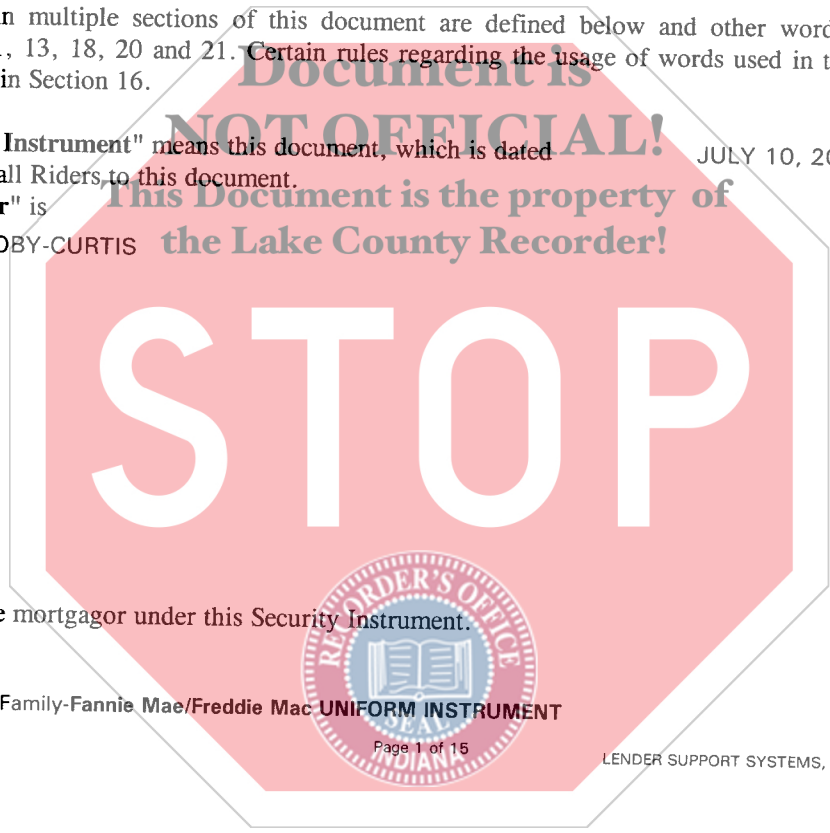 n multiple sections of this document are defined below and other word
, 13, 18, 20 and 21. Certain rules regarding the usage of words used in t
in Section 16.
Document is
NOT OFFICIAL!
Instrument" means this document, which is dated JULY 10, 20
all Riders to this document.
This Document is the property of
r" is
OBY-CURTIS
the Lake County Recorder!
STOP
e mortgagor under this Security Instrument.
RECORDER'S OFFICE
SEAL
INDIANA
Family-Fannie Mae/Freddie Mac UNIFORM INSTRUMENT
Page 1 of 15
LENDER SUPPORT SYSTEMS,